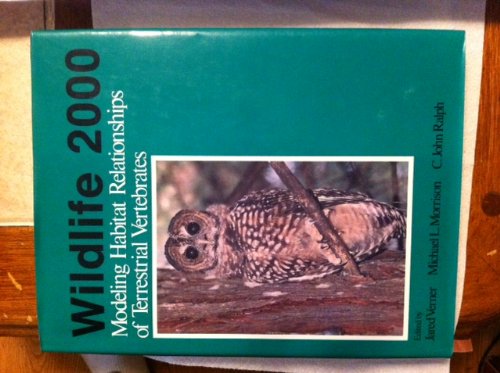 Wildlife 2000
Modeling Habitat Relationships
of Terrestrial Vertebrates
Edited by
Jared Verner Michael L. Morrison C. John Ralph